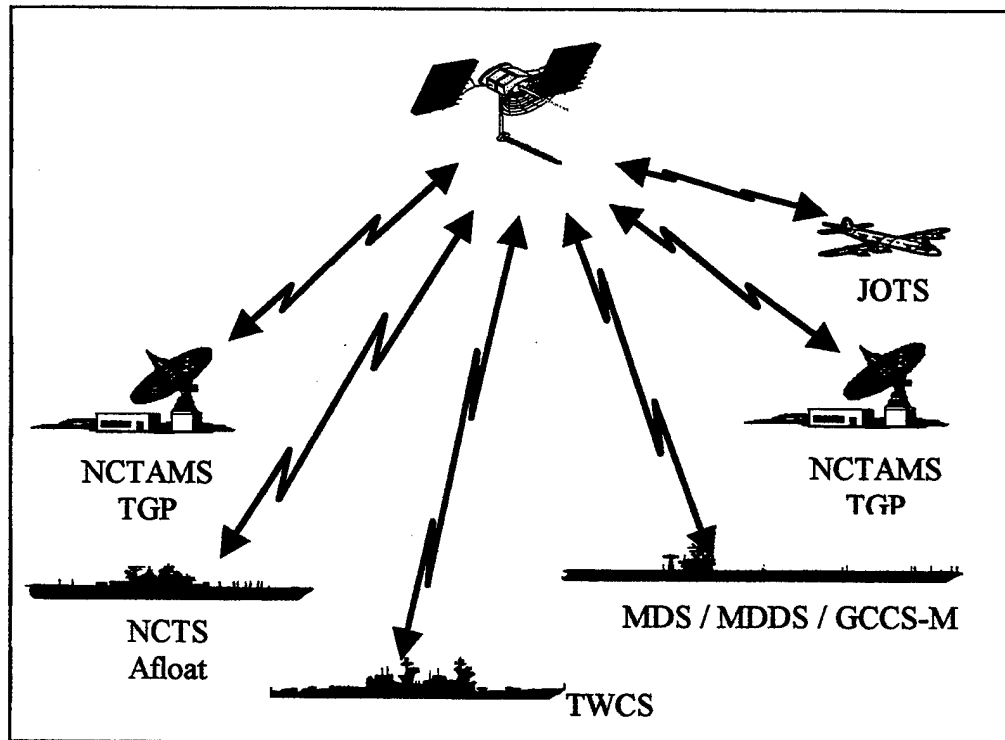 JOTS
NCTAMS
TGP
NCTAMS
TGP
NCTS
Afloat
MDS / MDDS / GCCS-M
TWCS